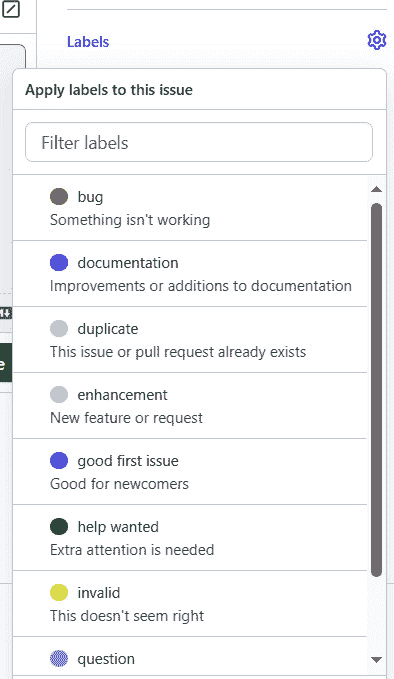 Labels
Apply labels to this issue
Filter labels
bug
Something isn't working
documentation
Improvements or additions to documentation
duplicate
This issue or pull request already exists
enhancement
New feature or request
good first issue
Good for newcomers
help wanted
Extra attention is needed
invalid
This doesn't seem right
question